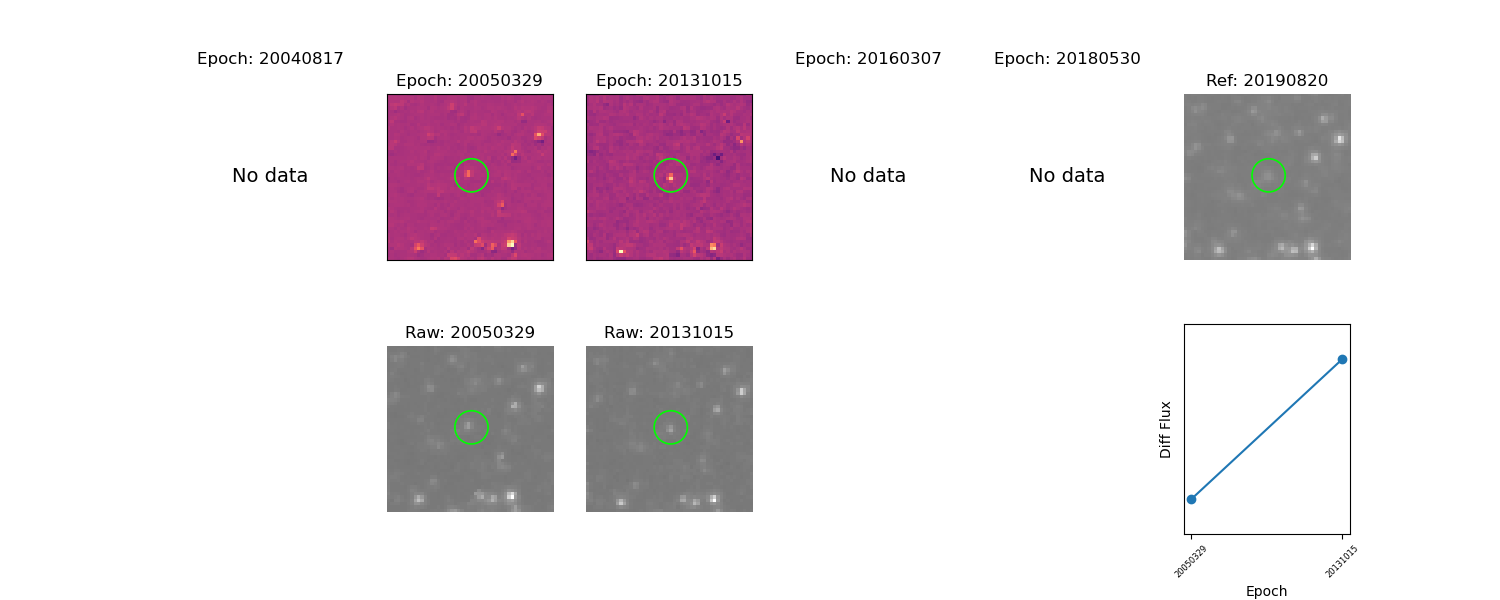 Epoch: 20040817
Epoch: 20050329
Epoch: 20131015
Epoch: 20160307
Epoch: 20180530
Ref: 20190820
No data
No data
No data
Raw: 20050329
Raw: 20131015
Diff Flux
20050329
20131015
Epoch